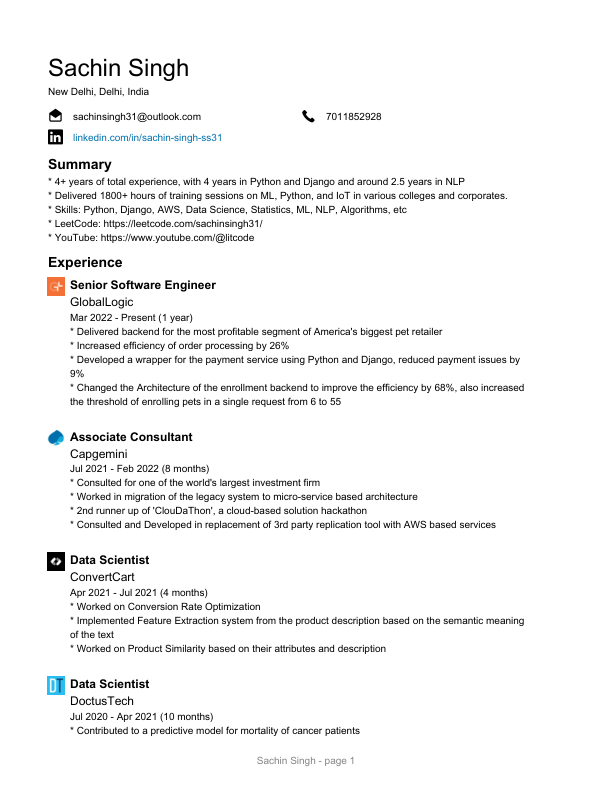 Sachin Singh
New Delhi, Delhi, India
sachinsingh31@outlook.com
7011852928
in linkedin.com/in/sachin-singh-ss31
Summary
* 4+ years of total experience, with 4 years in Python and Django and around 2.5 years in NLP
* Delivered 1800+ hours of training sessions on ML, Python, and IoT in various colleges and corporates.
* Skills: Python, Django, AWS, Data Science, Statistics, ML, NLP, Algorithms, etc
* LeetCode: https://leetcode.com/sachinsingh31/
* YouTube: https://www.youtube.com/@litcode
Experience
G+ Senior Software Engineer
GlobalLogic
Mar 2022 - Present (1 year)
* Delivered backend for the most profitable segment of America's biggest pet retailer
* Increased efficiency of order processing by 26%
* Developed a wrapper for the payment service using Python and Django, reduced payment issues by
9%
* Changed the Architecture of the enrollment backend to improve the efficiency by 68%, also increased
the threshold of enrolling pets in a single request from 6 to 55
Associate Consultant
Capgemini
Jul 2021 - Feb 2022 (8 months)
* Consulted for one of the world's largest investment firm
* Worked in migration of the legacy system to micro-service based architecture
* 2nd runner up of 'ClouDaThon', a cloud-based solution hackathon
* Consulted and Developed in replacement of 3rd party replication tool with AWS based services
Data Scientist
ConvertCart
Apr 2021 - Jul 2021 (4 months)
* Worked on Conversion Rate Optimization
* Implemented Feature Extraction system from the product description based on the semantic meaning
of the text
* Worked on Product Similarity based on their attributes and description
DT Data Scientist
DoctusTech
Jul 2020 - Apr 2021 (10 months)
* Contributed to a predictive model for mortality of cancer patients
Sachin Singh - page 1